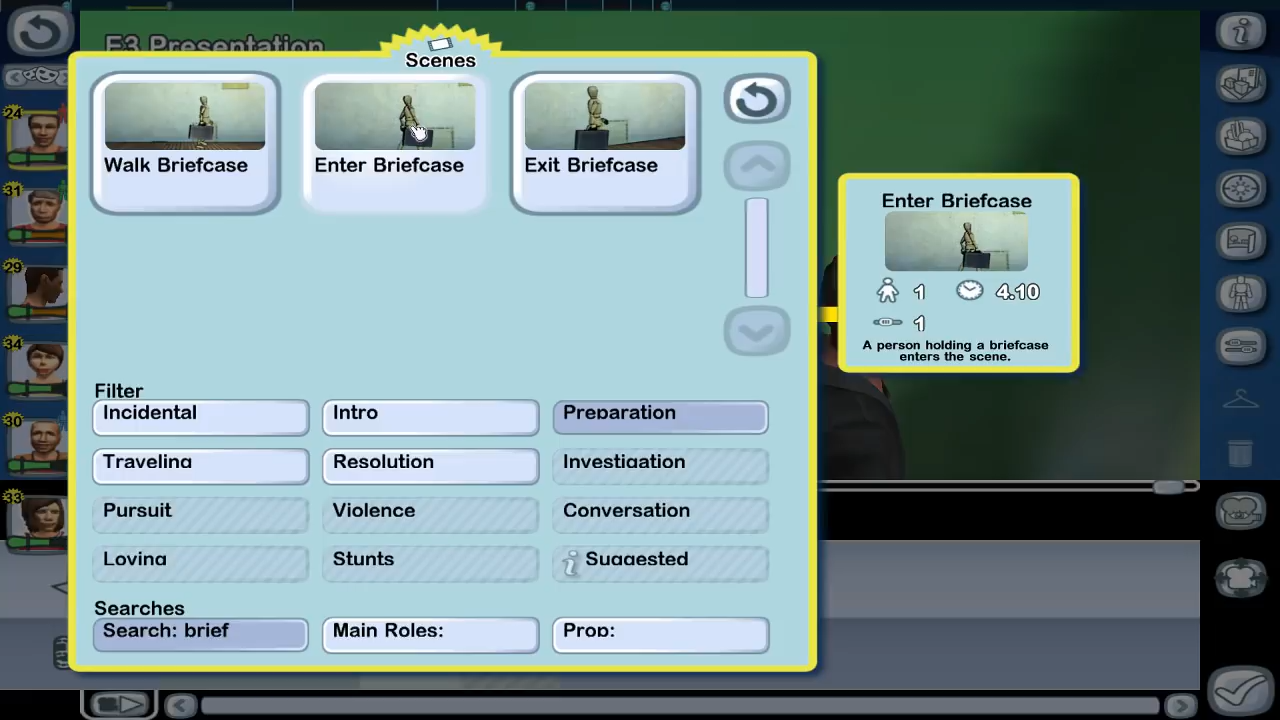 E3 Presentation
Scenes
Walk Briefcase
Enter Briefcase
Exit Briefcase
Enter Briefcase
1
4.10
1
A person holding a briefcase
enters the scene.
24
31
29
34
30
33
Filter
Incidental
Intro
Preparation
Traveling
Resolution
Investigation
Pursuit
Violence
Conversation
Loving
Stunts
Suggested
Searches
Search: brief
Main Roles:
Prop: